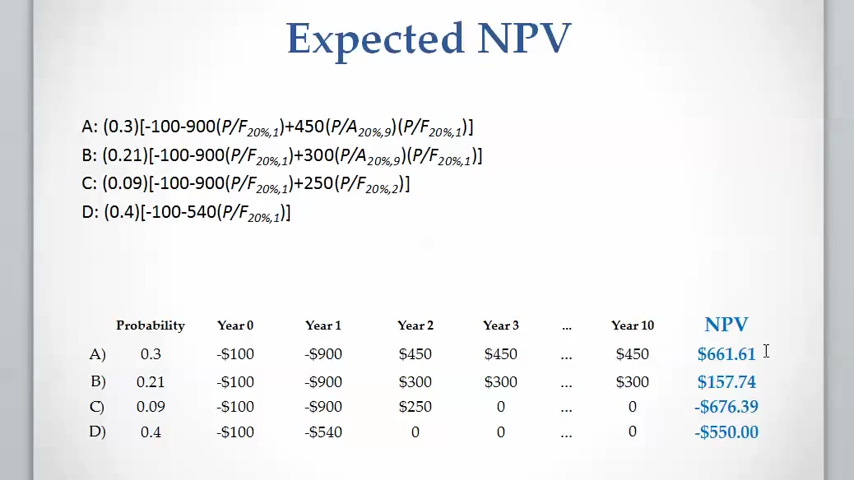 Expected NPV
A: (0.3)[-100-900(P/F20%,1)+450(P/A20%,9)(P/F20%,1)]
B: (0.21)[-100-900(P/F20%,1)+300(P/A20%,9)(P/F20%,1)]
C: (0.09)[-100-900(P/F20%,1)+250(P/F20%,2)]
D: (0.4)[-100-540(P/F20%,1)]
Probability Year 0 Year 1 Year 2 Year 3 ... Year 10 NPV
A) 0.3 -$100 -$900 $450 $450 ... $450 $661.61
B) 0.21 -$100 -$900 $300 $300 ... $300 $157.74
C) 0.09 -$100 -$900 $250 0 ... 0 -$676.39
D) 0.4 -$100 -$540 0 0 ... 0 -$550.00